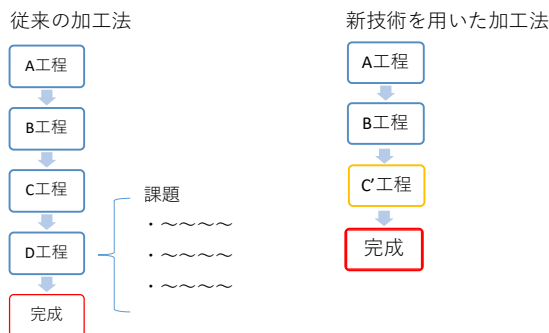 従来の加工法
A工程
B工程
C工程
D工程
完成
課題
・~~~~
・~~~~
・~~~~
新技術を用いた加工法
A工程
B工程
C’工程
完成